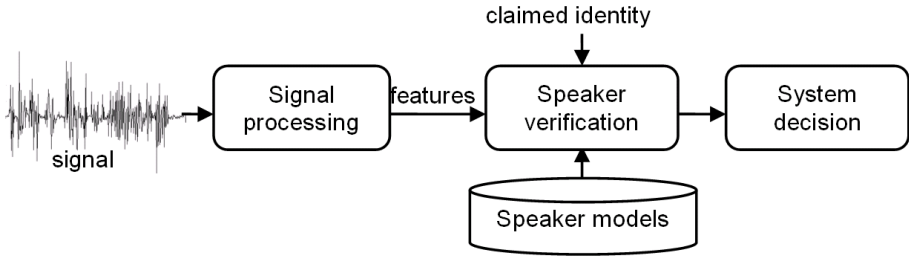 claimed identity
Signal
processing
features
Speaker
verification
System
decision
signal
Speaker models